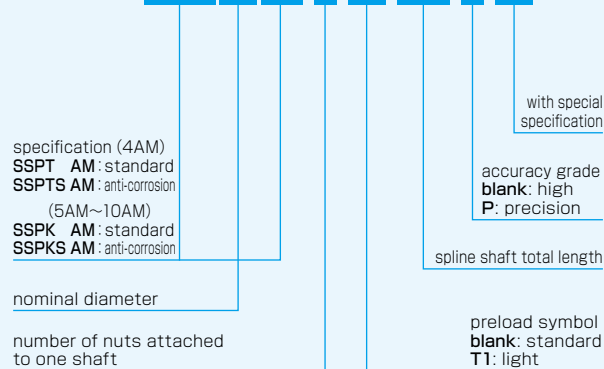 specification (4AM)
SSPT AM : standard
SSPTS AM : anti-corrosion
(5AM～10AM)
SSPK AM : standard
SSPKS AM : anti-corrosion
nominal diameter
number of nuts attached
to one shaft
with special
specification
accuracy grade
blank: high
P: precision
spline shaft total length
preload symbol
blank: standard
T1: light